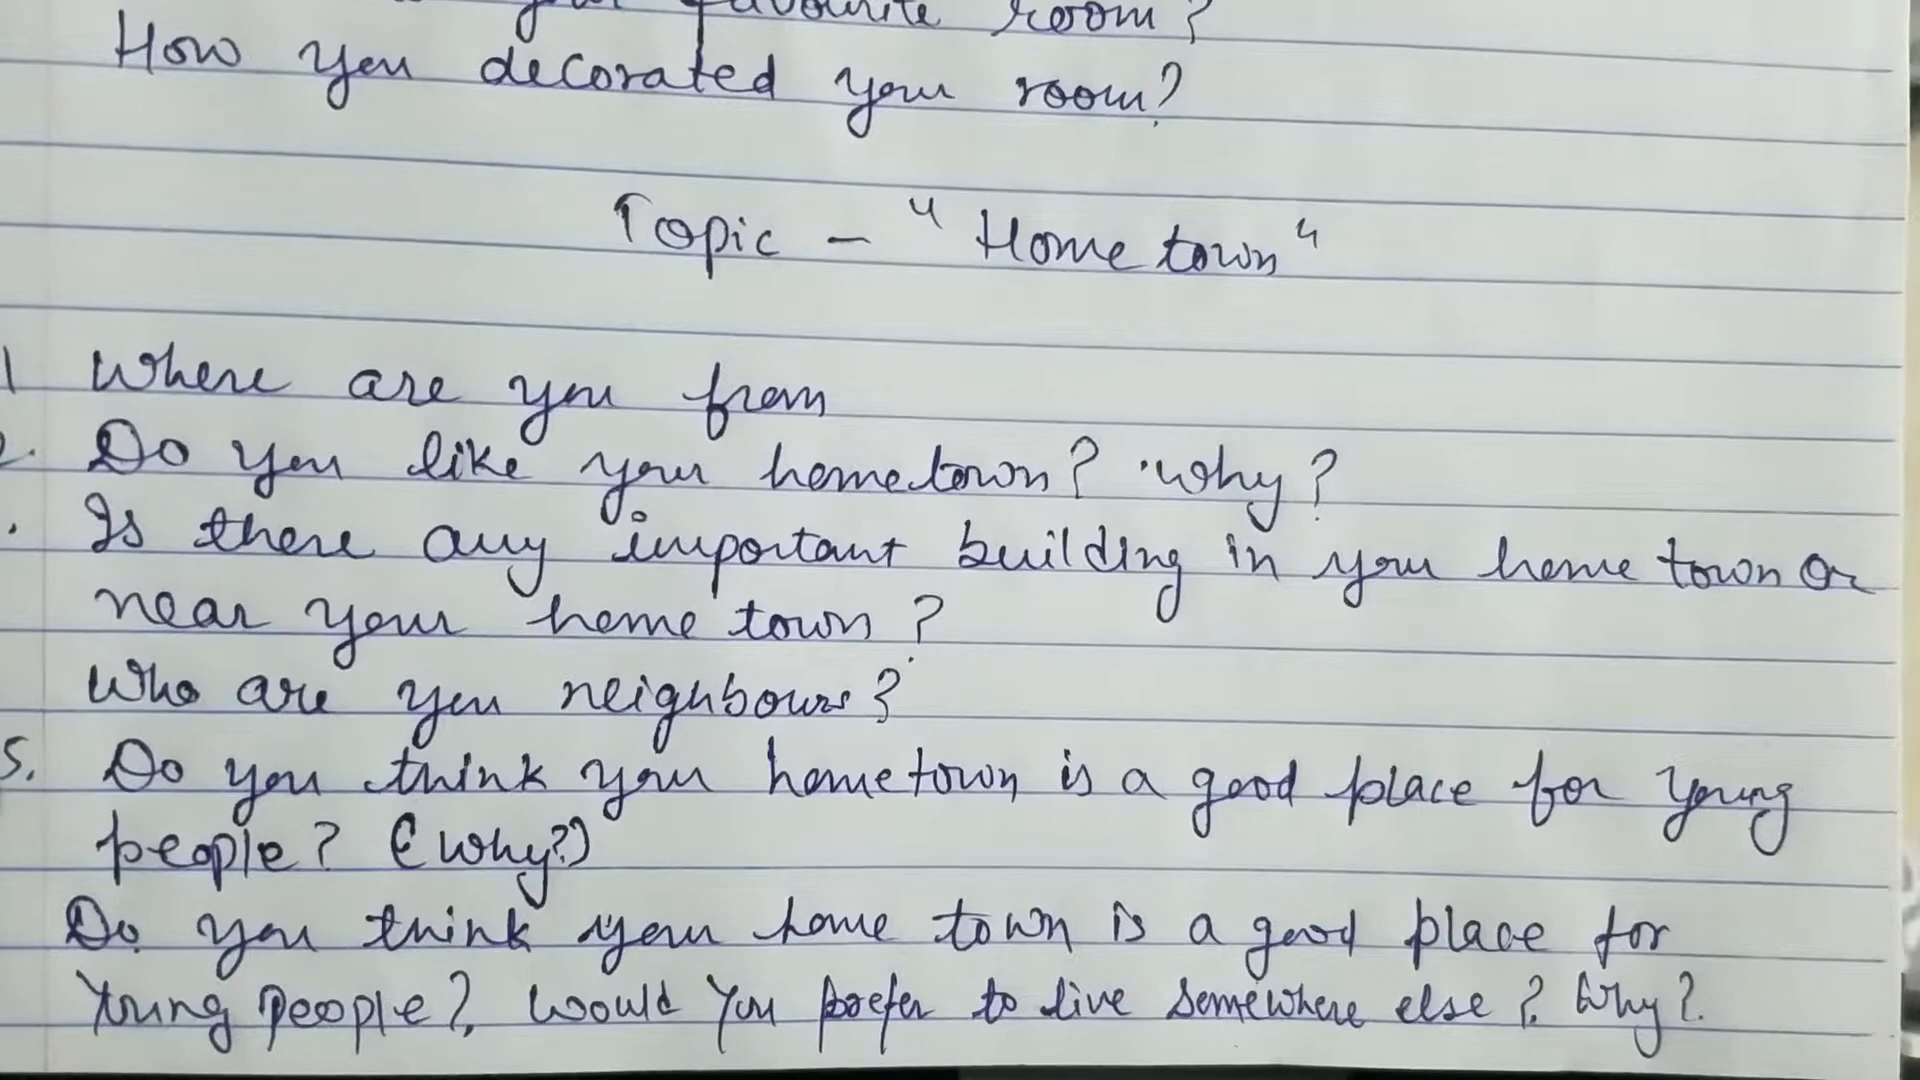 your favourite room?
How you decorated your room?
Topic - "Home town"
1 Where are you from
2. Do you like your hometown? Why?
. Is there any important building in your home town or
near your home town?
Who are you neighbours?
5. Do you think your hometown is a good place for young
people? (Why?)
Do you think your home town is a good place for
Young people? Would You prefer to live somewhere else? Why?